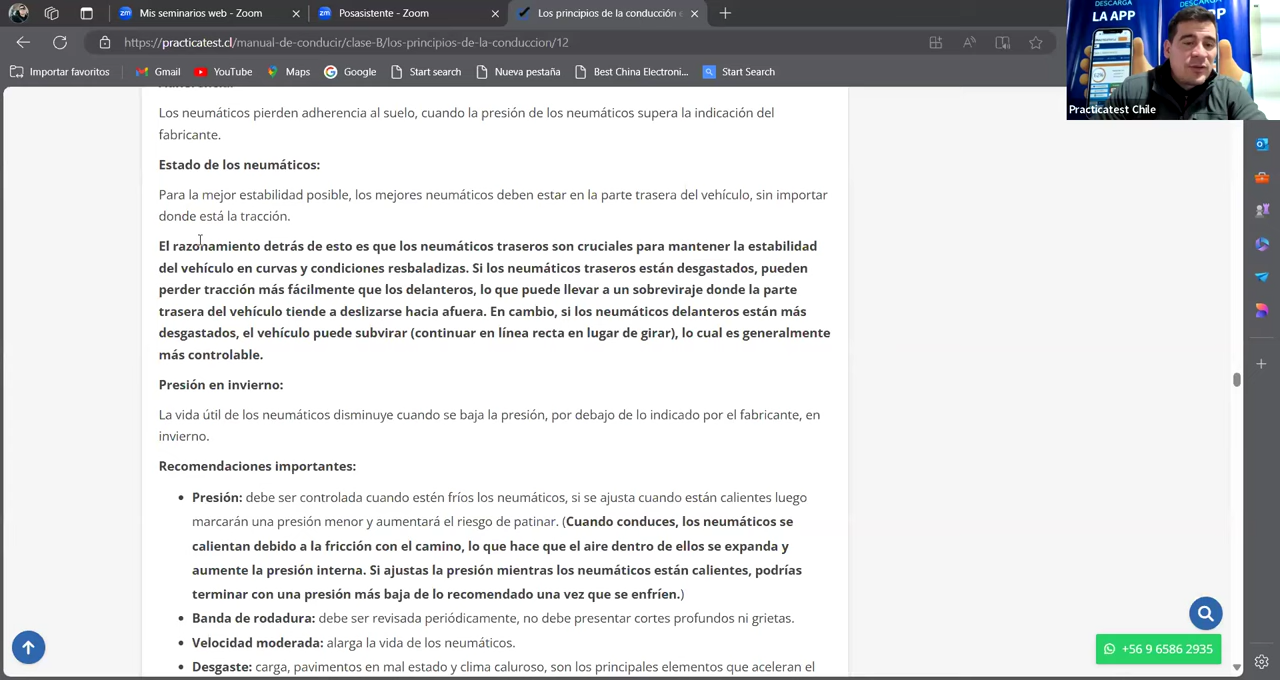 Mis seminarios web - Zoom
Posasistente - Zoom
Los principios de la conducción
https://practicatest.cl/manual-de-conducir/clase-B/los-principios-de-la-conduccion/12
Importar favoritos
Gmail
YouTube
Maps
Google
Start search
Nueva pestaña
Best China Electroni...
Start Search
DESCARGA
LA APP
Practicatest Chile
Los neumáticos pierden adherencia al suelo, cuando la presión de los neumáticos supera la indicación del
fabricante.
Estado de los neumáticos:
Para la mejor estabilidad posible, los mejores neumáticos deben estar en la parte trasera del vehículo, sin importar
donde está la tracción.
El razonamiento detrás de esto es que los neumáticos traseros son cruciales para mantener la estabilidad
del vehículo en curvas y condiciones resbaladizas. Si los neumáticos traseros están desgastados, pueden
perder tracción más fácilmente que los delanteros, lo que puede llevar a un sobreviraje donde la parte
trasera del vehículo tiende a deslizarse hacia afuera. En cambio, si los neumáticos delanteros están más
desgastados, el vehículo puede subvirar (continuar en línea recta en lugar de girar), lo cual es generalmente
más controlable.
Presión en invierno:
La vida útil de los neumáticos disminuye cuando se baja la presión, por debajo de lo indicado por el fabricante, en
invierno.
Recomendaciones importantes:
Presión: debe ser controlada cuando estén fríos los neumáticos, si se ajusta cuando están calientes luego
marcarán una presión menor y aumentará el riesgo de patinar. (Cuando conduces, los neumáticos se
calientan debido a la fricción con el camino, lo que hace que el aire dentro de ellos se expanda y
aumente la presión interna. Si ajustas la presión mientras los neumáticos están calientes, podrías
terminar con una presión más baja de lo recomendado una vez que se enfríen.)
Banda de rodadura: debe ser revisada periódicamente, no debe presentar cortes profundos ni grietas.
Velocidad moderada: alarga la vida de los neumáticos.
Desgaste: carga, pavimentos en mal estado y clima caluroso, son los principales elementos que aceleran el
+56 9 6586 2935